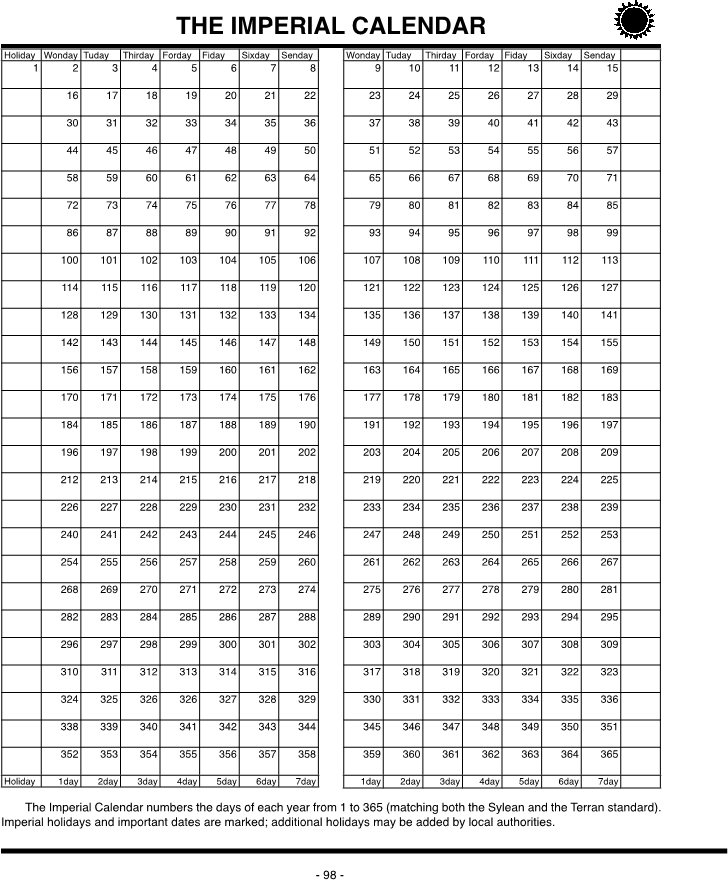 THE IMPERIAL CALENDAR
Holiday Wonday Tuday Thirday Forday Fiday Sixday Senday Wonday Tuday Thirday Forday Fiday Sixday Senday
1 2 3 4 5 6 7 8 9 10 11 12 13 14 15
16 17 18 19 20 21 22 23 24 25 26 27 28 29
30 31 32 33 34 35 36 37 38 39 40 41 42 43
44 45 46 47 48 49 50 51 52 53 54 55 56 57
58 59 60 61 62 63 64 65 66 67 68 69 70 71
72 73 74 75 76 77 78 79 80 81 82 83 84 85
86 87 88 89 90 91 92 93 94 95 96 97 98 99
100 101 102 103 104 105 106 107 108 109 110 111 112 113
114 115 116 117 118 119 120 121 122 123 124 125 126 127
128 129 130 131 132 133 134 135 136 137 138 139 140 141
142 143 144 145 146 147 148 149 150 151 152 153 154 155
156 157 158 159 160 161 162 163 164 165 166 167 168 169
170 171 172 173 174 175 176 177 178 179 180 181 182 183
184 185 186 187 188 189 190 191 192 193 194 195 196 197
196 197 198 199 200 201 202 203 204 205 206 207 208 209
212 213 214 215 216 217 218 219 220 221 222 223 224 225
226 227 228 229 230 231 232 233 234 235 236 237 238 239
240 241 242 243 244 245 246 247 248 249 250 251 252 253
254 255 256 257 258 259 260 261 262 263 264 265 266 267
268 269 270 271 272 273 274 275 276 277 278 279 280 281
282 283 284 285 286 287 288 289 290 291 292 293 294 295
296 297 298 299 300 301 302 303 304 305 306 307 308 309
310 311 312 313 314 315 316 317 318 319 320 321 322 323
324 325 326 326 327 328 329 330 331 332 333 334 335 336
338 339 340 341 342 343 344 345 346 347 348 349 350 351
352 353 354 355 356 357 358 359 360 361 362 363 364 365
Holiday 1day 2day 3day 4day 5day 6day 7day 1day 2day 3day 4day 5day 6day 7day
The Imperial Calendar numbers the days of each year from 1 to 365 (matching both the Sylean and the Terran standard).
Imperial holidays and important dates are marked; additional holidays may be added by local authorities.
- 98 -